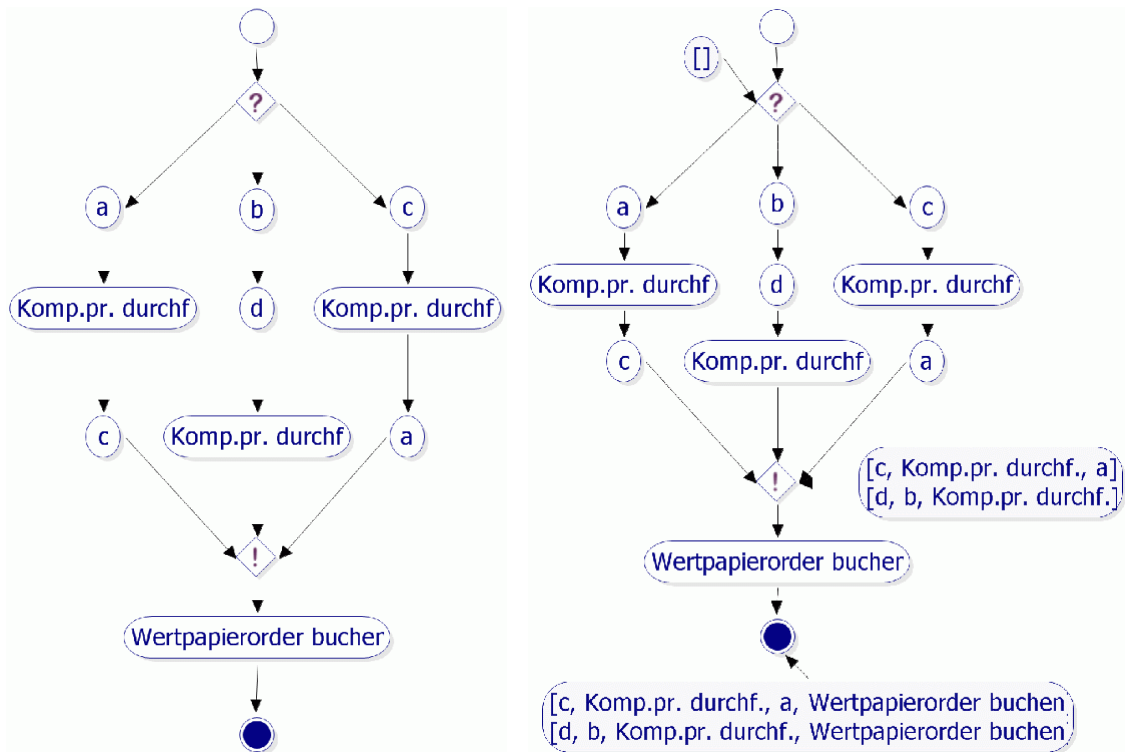 ?
a
b
c
Komp.pr. durchf
d
Komp.pr. durchf
c
Komp.pr. durchf
a
!
Wertpapierorder bucher
[]
?
a
b
c
Komp.pr. durchf
d
Komp.pr. durchf
c
Komp.pr. durchf
a
[c, Komp.pr. durchf., a]
[d, b, Komp.pr. durchf.]
!
Wertpapierorder bucher
[c, Komp.pr. durchf., a, Wertpapierorder buchen
[d, b, Komp.pr. durchf., Wertpapierorder buchen